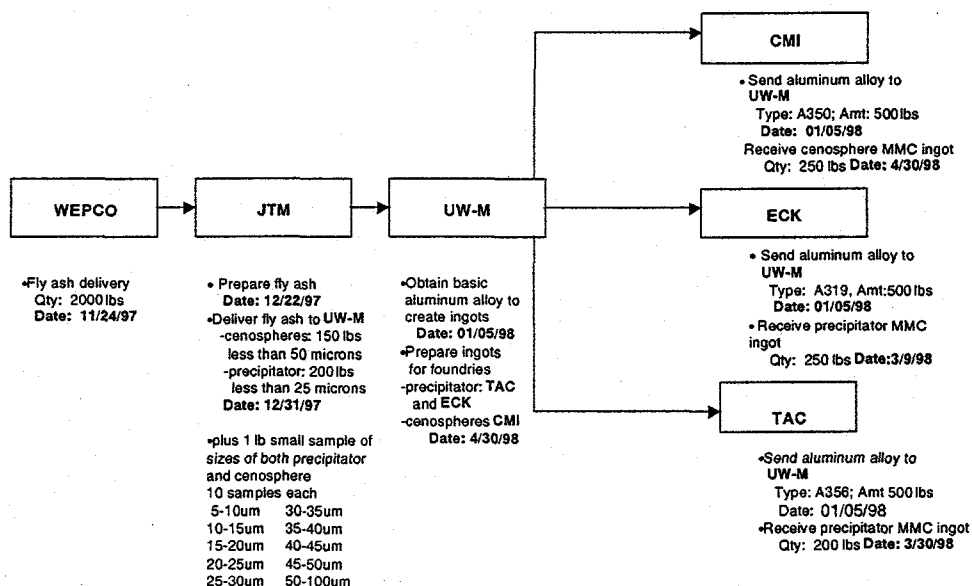 WEPCO
•Fly ash delivery
Qty: 2000 lbs
Date: 11/24/97
JTM
• Prepare fly ash
Date: 12/22/97
•Deliver fly ash to UW-M
-cenospheres: 150 lbs
less than 50 microns
-precipitator: 200 lbs
less than 25 microns
Date: 12/31/97
•plus 1 lb small sample of
sizes of both precipitator
and cenosphere
10 samples each
5-10um 30-35um
10-15um 35-40um
15-20um 40-45um
20-25um 45-50um
25-30um 50-100um
UW-M
•Obtain basic
aluminum alloy to
create ingots
Date: 01/05/98
•Prepare ingots
for foundries
-precipitator: TAC
and ECK
-cenospheres CMI
Date: 4/30/98
CMI
• Send aluminum alloy to
UW-M
Type: A350; Amt: 500 lbs
Date: 01/05/98
Receive cenosphere MMC ingot
Qty: 250 lbs Date: 4/30/98
ECK
• Send aluminum alloy to
UW-M
Type: A319, Amt:500 lbs
Date: 01/05/98
• Receive precipitator MMC
ingot
Qty: 250 lbs Date:3/9/98
TAC
•Send aluminum alloy to
UW-M
Type: A356; Amt 500 lbs
Date: 01/05/98
•Receive precipitator MMC ingot
Qty: 200 lbs Date: 3/30/98